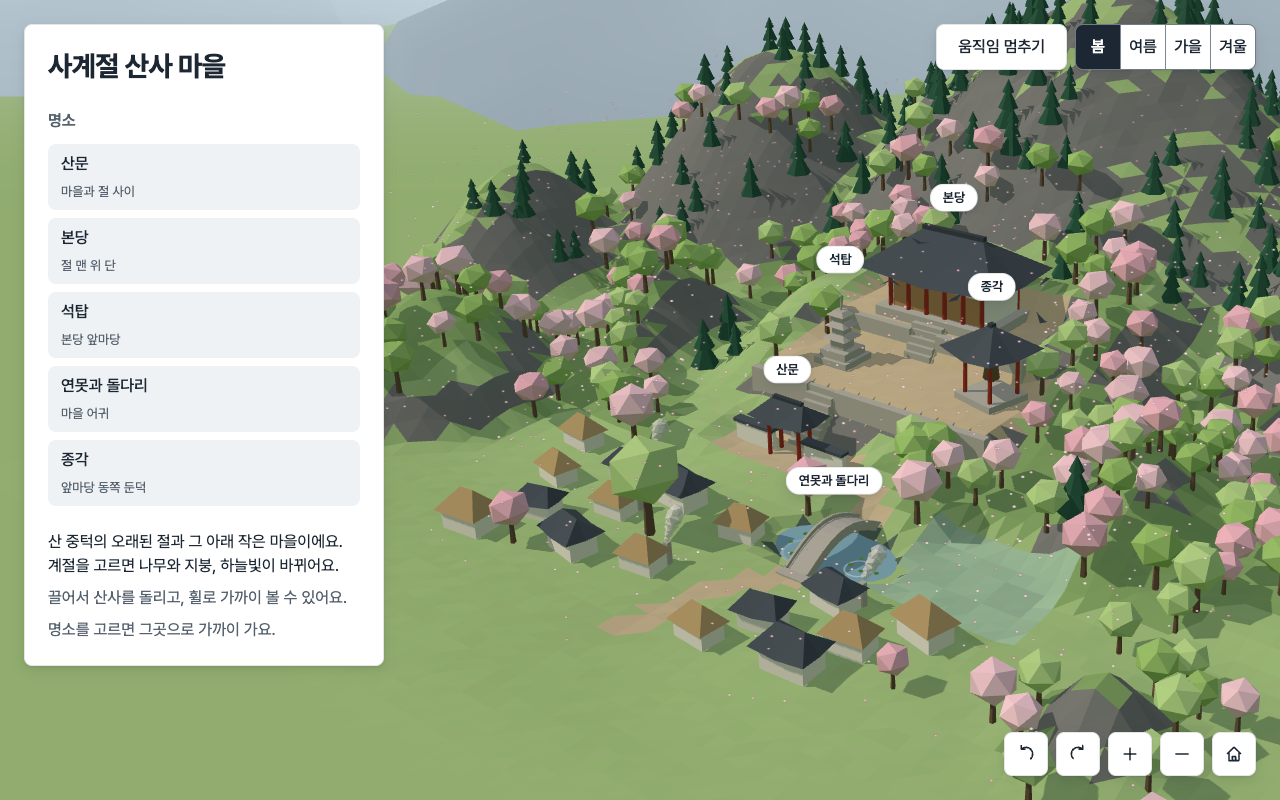 사계절 산사 마을
명소
산문
마을과 절 사이
본당
절 맨 위 단
석탑
본당 앞마당
연못과 돌다리
마을 어귀
종각
앞마당 동쪽 둔덕
산 중턱의 오래된 절과 그 아래 작은 마을이에요.
계절을 고르면 나무와 지붕, 하늘빛이 바뀌어요.
끌어서 산사를 돌리고, 휠로 가까이 볼 수 있어요.
명소를 고르면 그곳으로 가까이 가요.
움직임 멈추기
봄 여름 가을 겨울
본당
석탑
종각
산문
연못과 돌다리